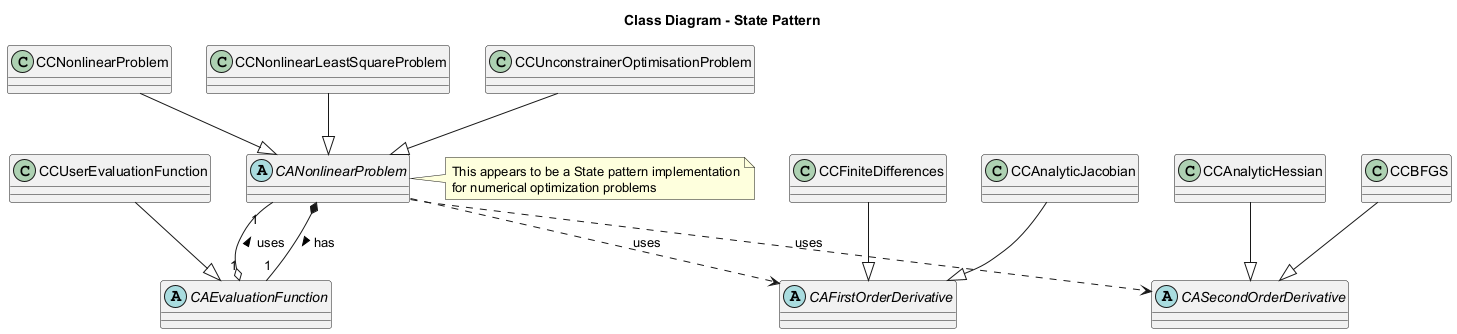 Class Diagram - State Pattern
C CCNonlinearProblem
C CCNonlinearLeastSquareProblem
C CCUnconstrainerOptimisationProblem
C CCUserEvaluationFunction
A CANonlinearProblem
This appears to be a State pattern implementation
for numerical optimization problems
C CCFiniteDifferences
C CCAnalyticJacobian
C CCAnalyticHessian
C CCBFGS
1
uses
has
uses
uses
1
1
A CAEvaluationFunction
A CAFirstOrderDerivative
A CASecondOrderDerivative